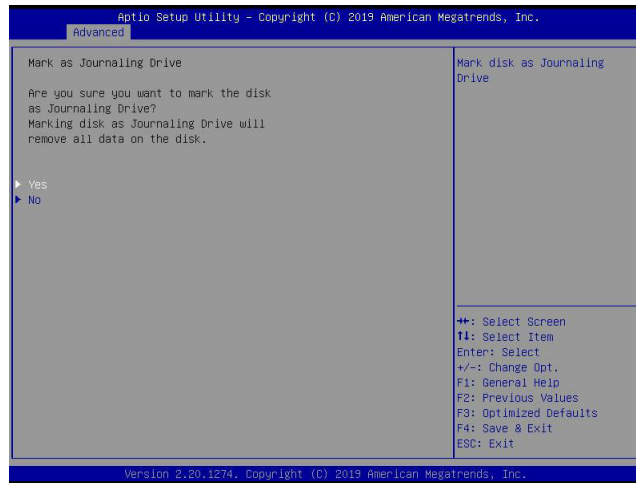 Aptio Setup Utility – Copyright (C) 2019 American Megatrends, Inc.
Advanced
Mark as Journaling Drive
Are you sure you want to mark the disk
as Journaling Drive?
Marking disk as Journaling Drive will
remove all data on the disk.
Yes
No
Mark disk as Journaling
Drive
→←: Select Screen
↑↓: Select Item
Enter: Select
+/-: Change Opt.
F1: General Help
F2: Previous Values
F3: Optimized Defaults
F4: Save & Exit
ESC: Exit
Version 2.20.1274. Copyright (C) 2019 American Megatrends, Inc.